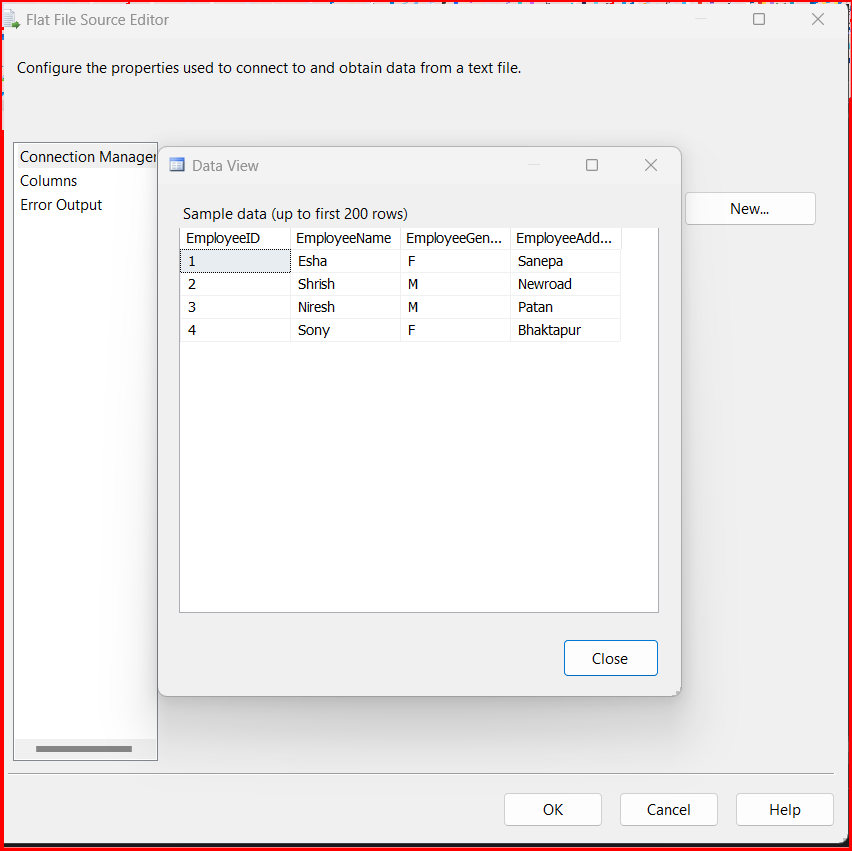 Flat File Source Editor
Configure the properties used to connect to and obtain data from a text file.
Connection Manager
Columns
Error Output
New...
Data View
Sample data (up to first 200 rows)
EmployeeID EmployeeName EmployeeGen... EmployeeAdd...
1 Esha F Sanepa
2 Shrish M Newroad
3 Niresh M Patan
4 Sony F Bhaktapur
Close
OK Cancel Help